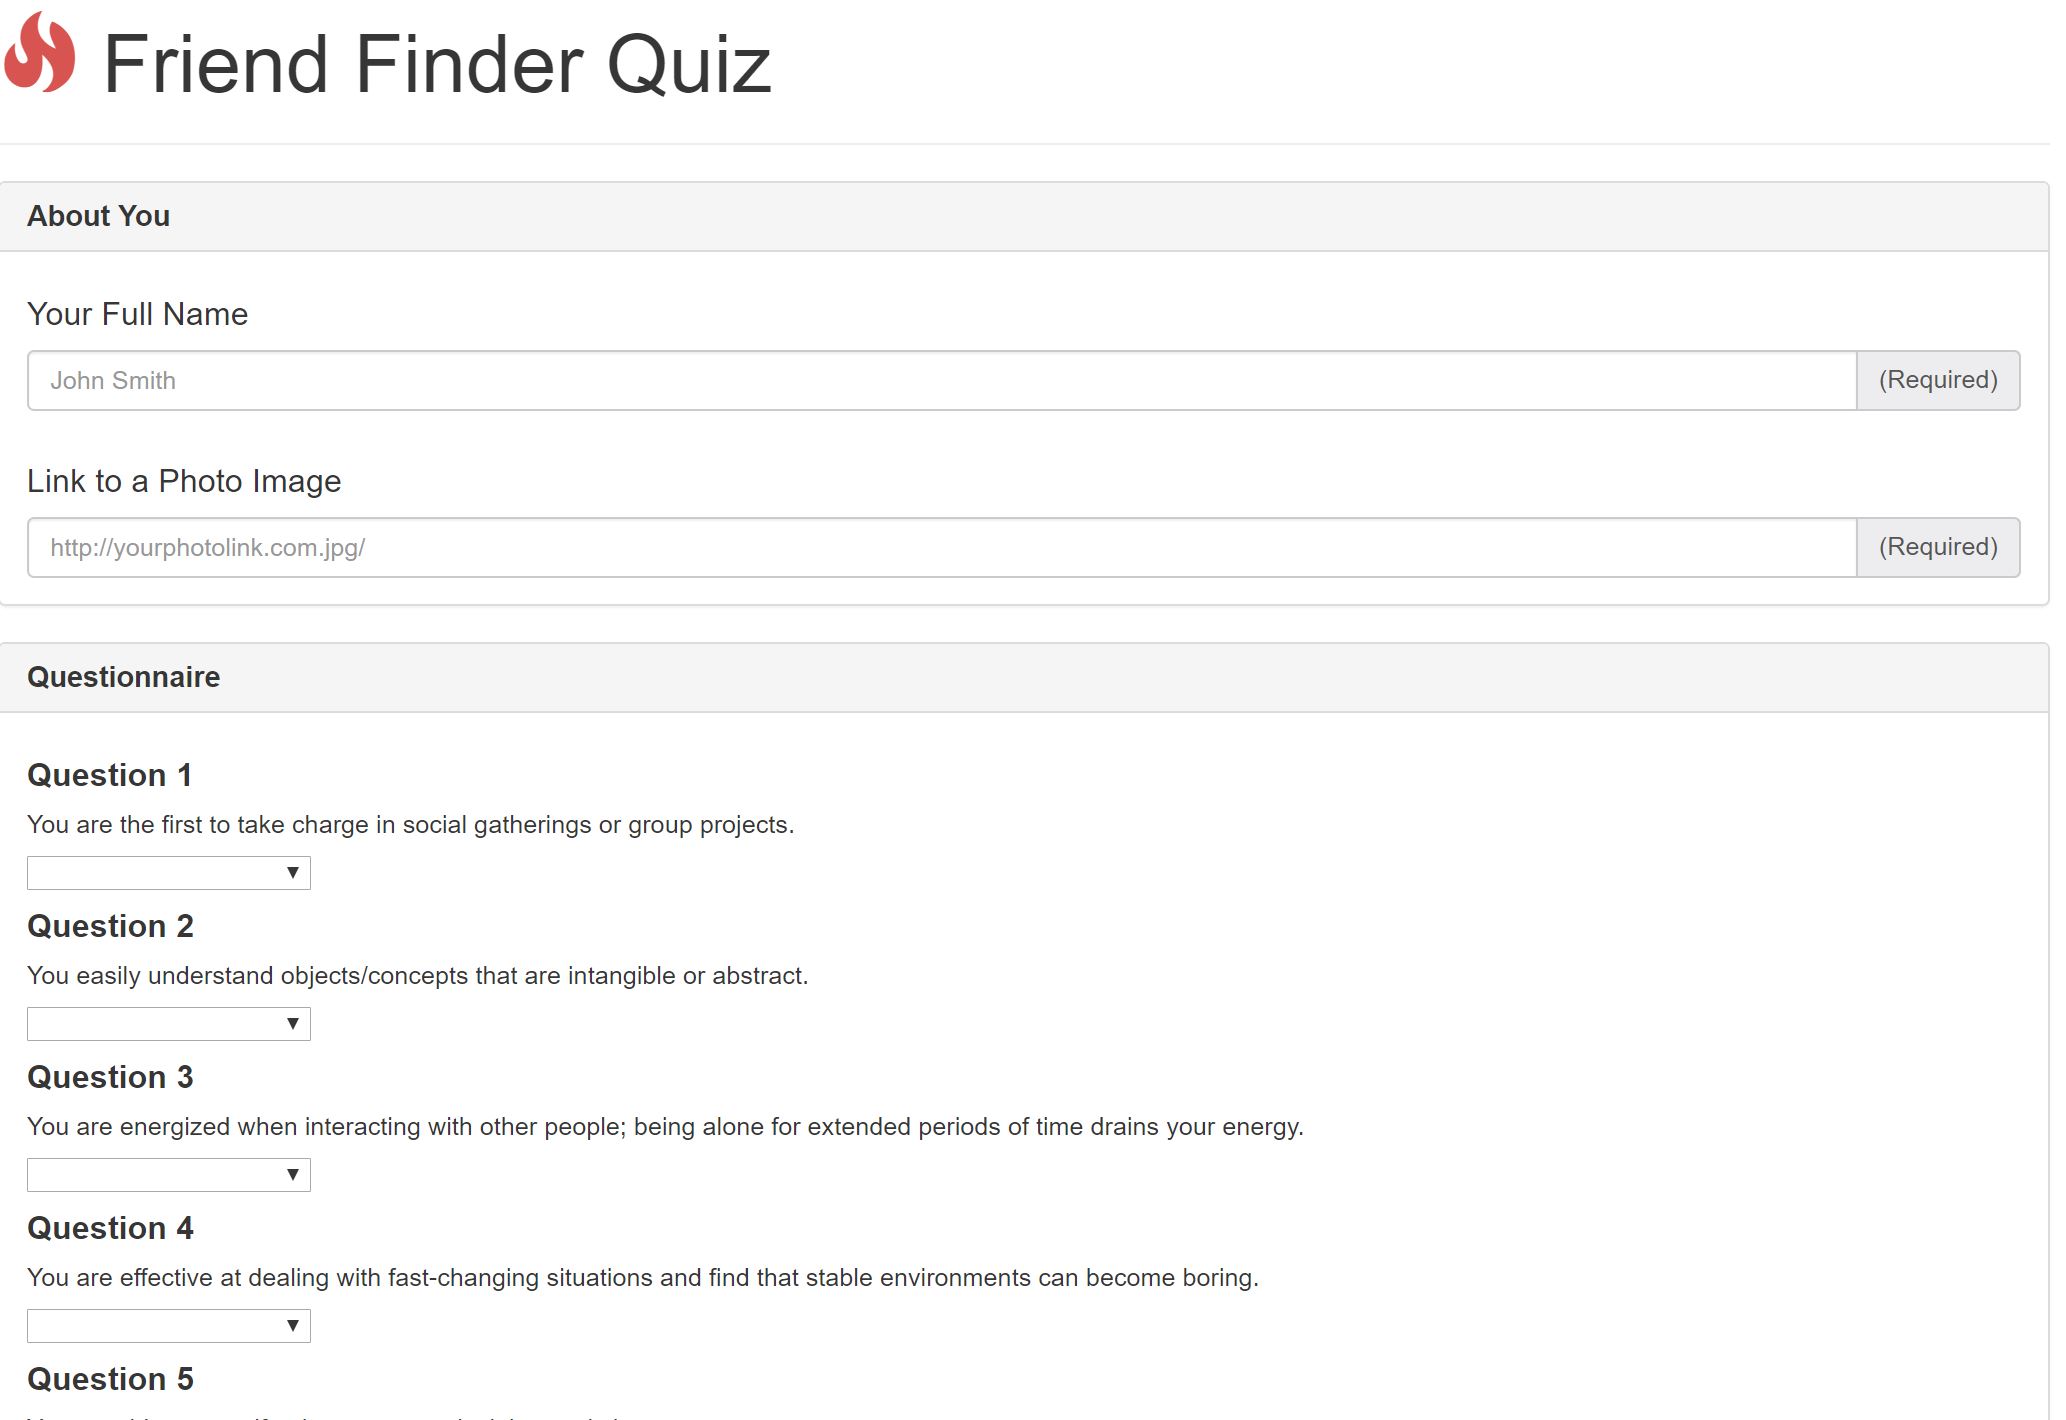 Friend Finder Quiz
About You
Your Full Name
John Smith
(Required)
Link to a Photo Image
http://yourphotolink.com.jpg/
(Required)
Questionnaire
Question 1
You are the first to take charge in social gatherings or group projects.
Question 2
You easily understand objects/concepts that are intangible or abstract.
Question 3
You are energized when interacting with other people; being alone for extended periods of time drains your energy.
Question 4
You are effective at dealing with fast-changing situations and find that stable environments can become boring.
Question 5